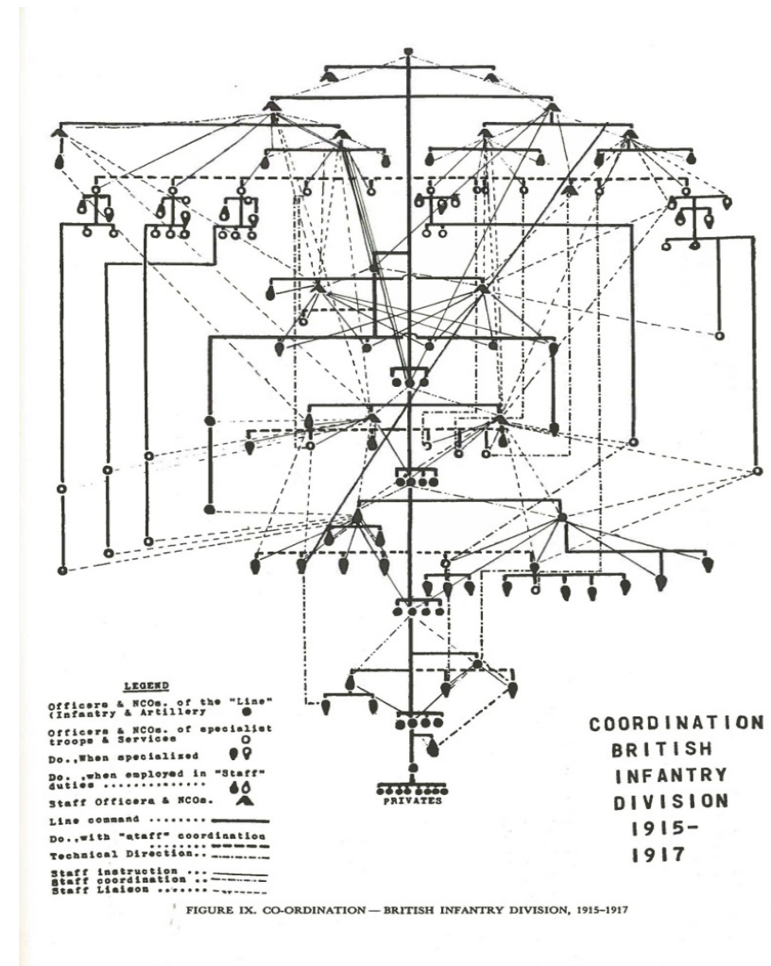 PRIVATES
LEGEND
Officers & NCOs. of the "Line"
(Infantry & Artillery
Officers & NCOs. of specialist
troops & Services
Do.,When specialized
Do. ,when employed in "Staff"
duties ..............
Staff Officers & NCOs.
Line command ........
Do.,with "staff" coordination
Technical Direction..
Staff instruction ...
Staff coordination ..
Staff Liaison .......
COORDINATION
BRITISH
INFANTRY
DIVISION
1915-
1917
FIGURE IX. CO-ORDINATION — BRITISH INFANTRY DIVISION, 1915-1917